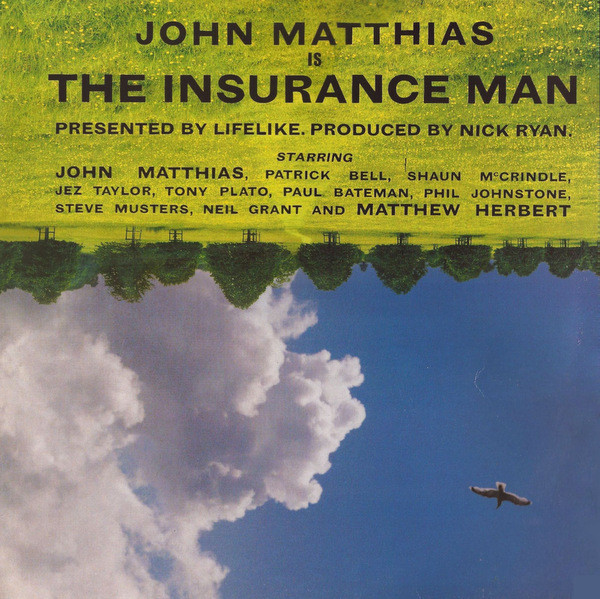 JOHN MATTHIAS
IS
THE INSURANCE MAN
PRESENTED BY LIFELIKE. PRODUCED BY NICK RYAN.
STARRING
JOHN MATTHIAS, PATRICK BELL, SHAUN McCRINDLE,
JEZ TAYLOR, TONY PLATO, PAUL BATEMAN, PHIL JOHNSTONE,
STEVE MUSTERS, NEIL GRANT AND MATTHEW HERBERT